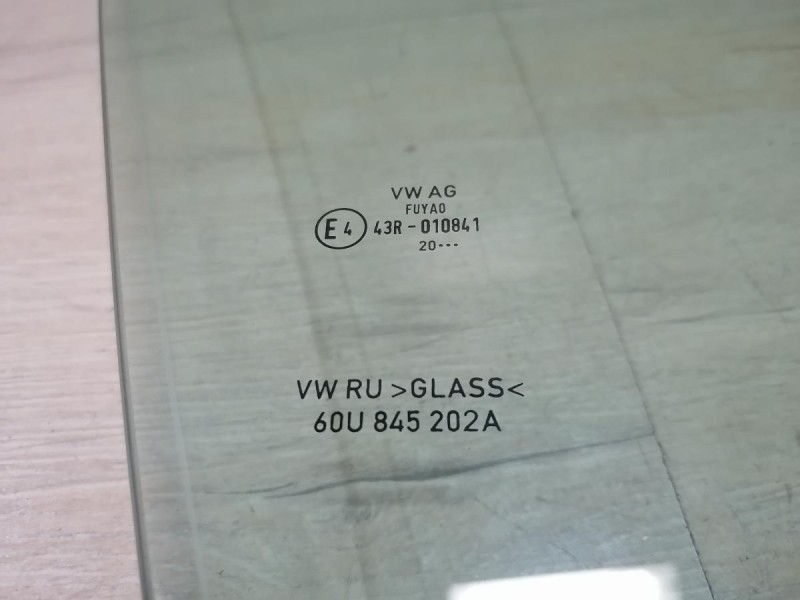 VW AG
FUYAO
E4 43R-010841
20---
VW RU >GLASS<
60U 845 202A